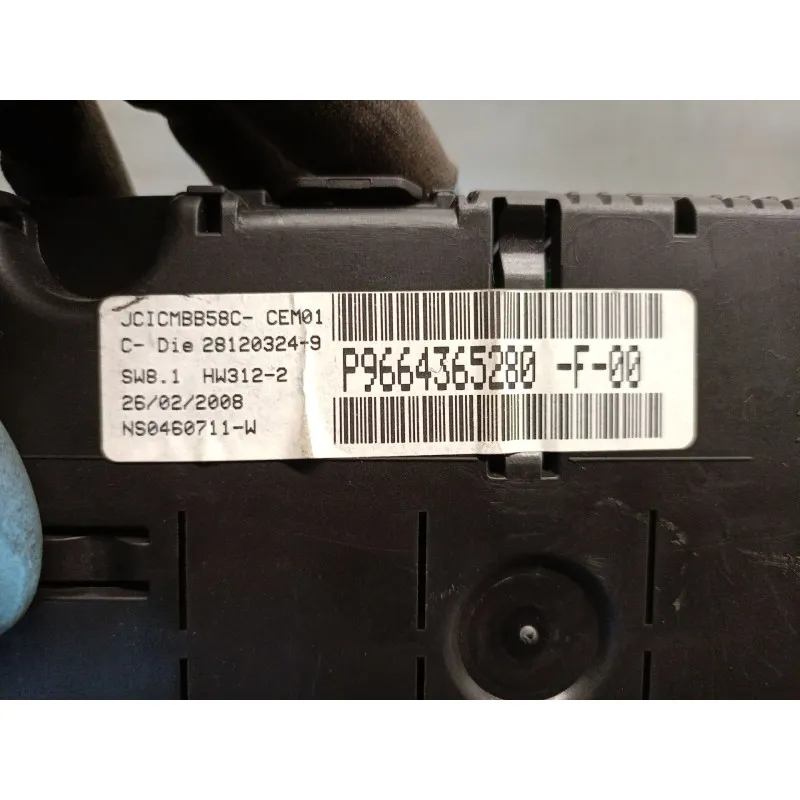 JCICMBB58C- CEM01
C- Die 28120324-9
SW8.1 HW312-2
26/02/2008
NS0460711-W
P9664365280 -F-00